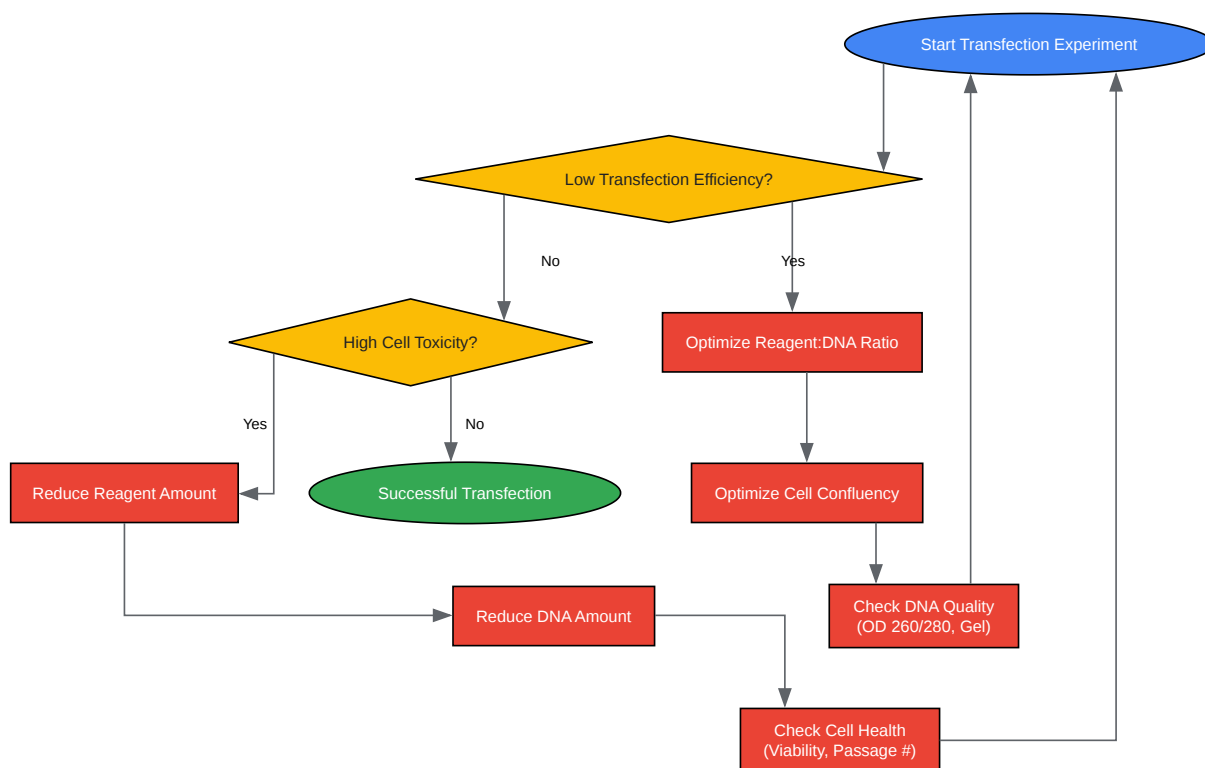 Start Transfection Experiment
Low Transfection Efficiency?
No
Yes
High Cell Toxicity?
Optimize Reagent:DNA Ratio
Yes
No
Reduce Reagent Amount
Successful Transfection
Optimize Cell Confluency
Reduce DNA Amount
Check DNA Quality
(OD 260/280, Gel)
Check Cell Health
(Viability, Passage #)